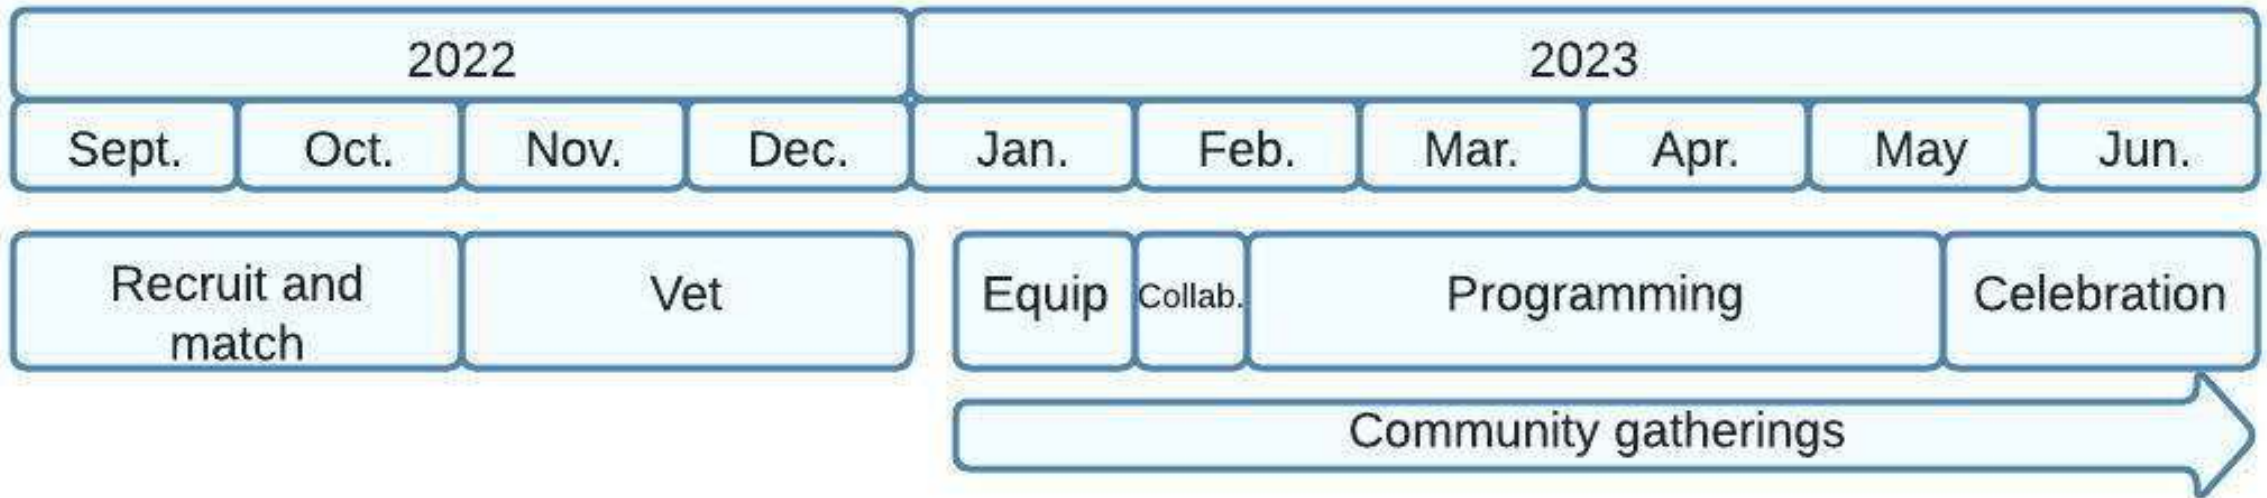 2022
2023
Sept.
Oct.
Nov.
Dec.
Jan.
Feb.
Mar.
Apr.
May
Jun.
Recruit and
match
Vet
Equip
Collab.
Programming
Celebration
Community gatherings